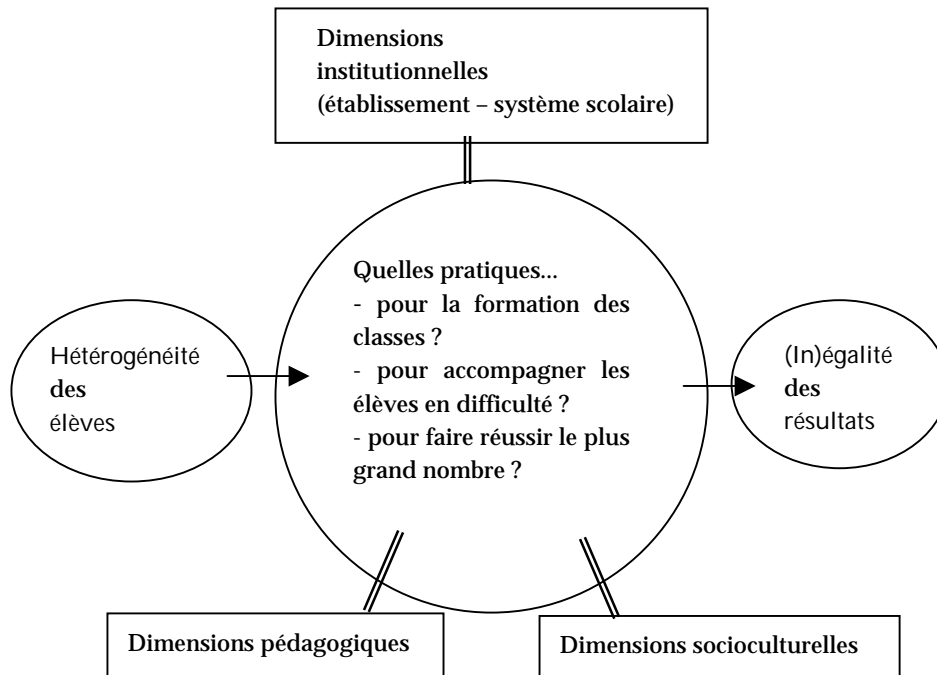 Dimensions
institutionnelles
(établissement – système scolaire)
Quelles pratiques...
- pour la formation des
classes ?
- pour accompagner les
élèves en difficulté ?
- pour faire réussir le plus
grand nombre ?
Hétérogénéité
des
élèves
(In)égalité
des
résultats
Dimensions pédagogiques
Dimensions socioculturelles